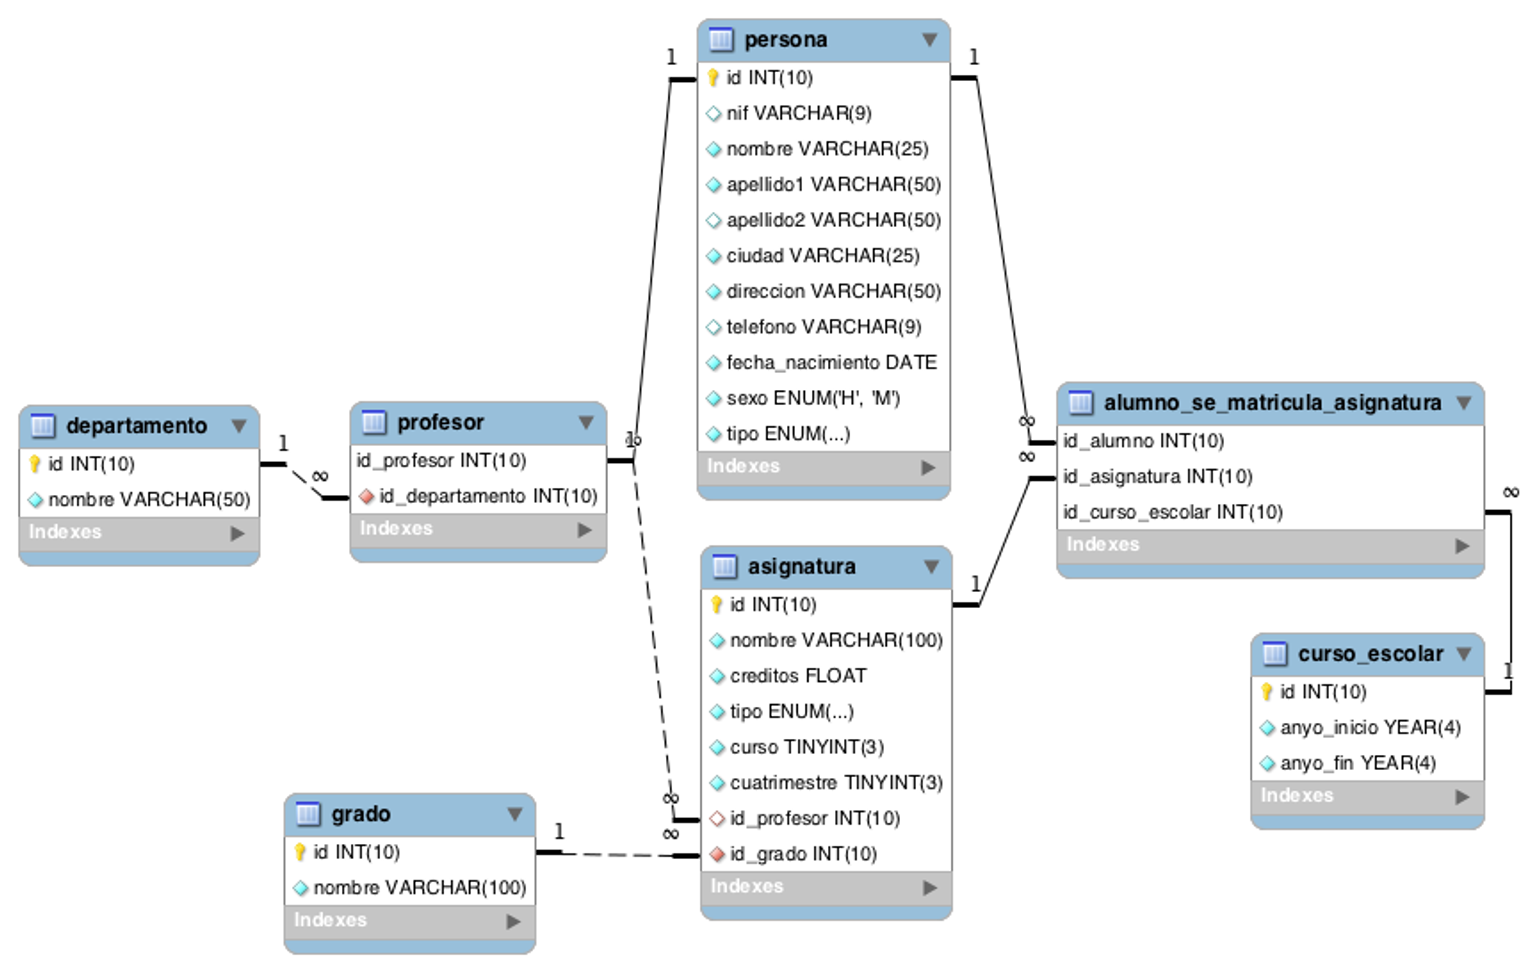 persona
id INT(10)
nif VARCHAR(9)
nombre VARCHAR(25)
apellido1 VARCHAR(50)
apellido2 VARCHAR(50)
ciudad VARCHAR(25)
direccion VARCHAR(50)
telefono VARCHAR(9)
fecha_nacimiento DATE
sexo ENUM('H', 'M')
tipo ENUM(...)
Indexes
1
1
departamento
id INT(10)
nombre VARCHAR(50)
Indexes
1
∞
profesor
id_profesor INT(10)
id_departamento INT(10)
Indexes
1
∞
alumno_se_matricula_asignatura
id_alumno INT(10)
id_asignatura INT(10)
id_curso_escolar INT(10)
Indexes
∞
∞
∞
asignatura
id INT(10)
nombre VARCHAR(100)
creditos FLOAT
tipo ENUM(...)
curso TINYINT(3)
cuatrimestre TINYINT(3)
id_profesor INT(10)
id_grado INT(10)
Indexes
1
∞
∞
curso_escolar
id INT(10)
anyo_inicio YEAR(4)
anyo_fin YEAR(4)
Indexes
1
grado
id INT(10)
nombre VARCHAR(100)
Indexes
1